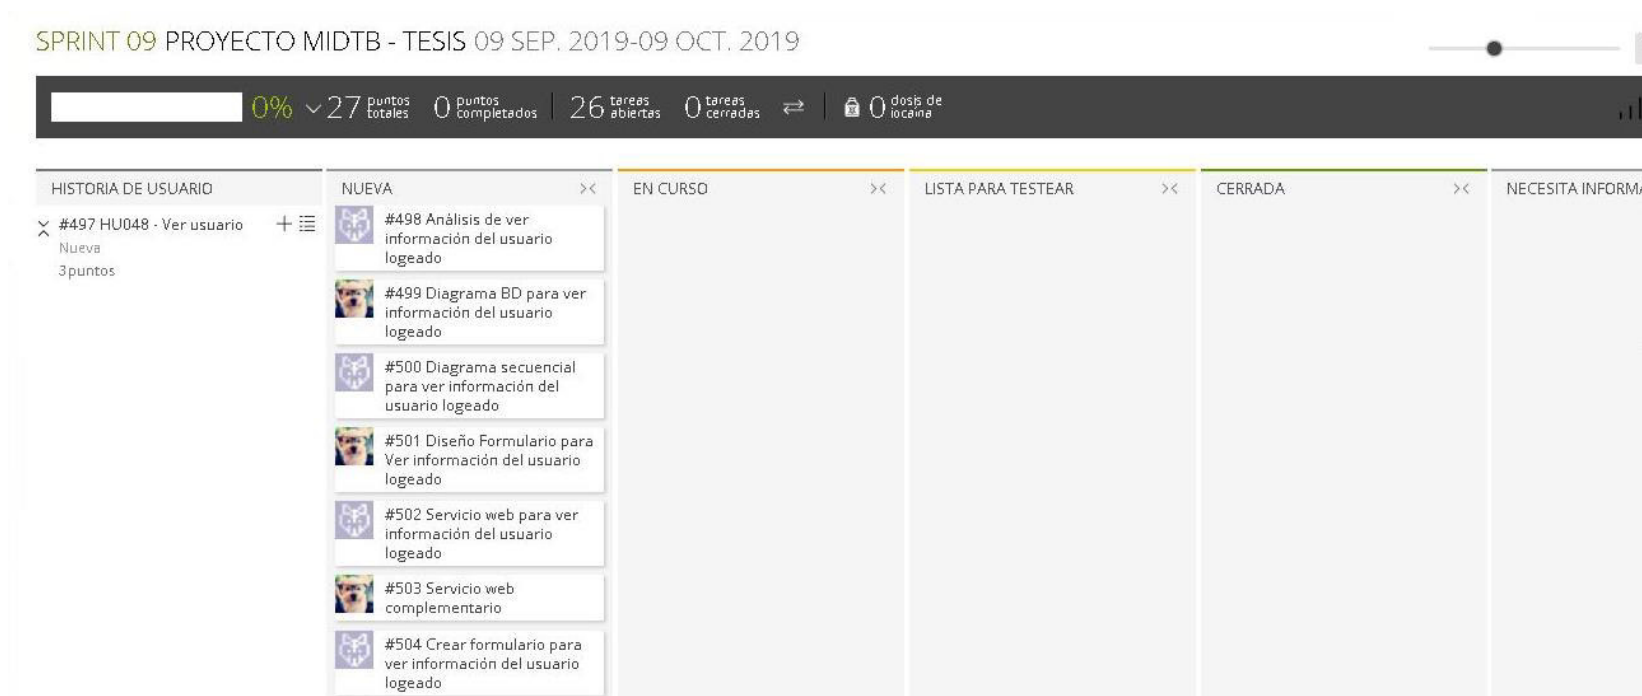 SPRINT 09 PROYECTO MIDTB - TESIS 09 SEP. 2019-09 OCT. 2019
0% 27 puntos totales 0 puntos completados 26 tareas abiertas 0 tareas cerradas 0 dosis de iocaína
HISTORIA DE USUARIO NUEVA EN CURSO LISTA PARA TESTEAR CERRADA NECESITA INFORMA
#497 HU048 - Ver usuario
Nueva
3 puntos
#498 Análisis de ver
información del usuario
logeado
#499 Diagrama BD para ver
información del usuario
logeado
#500 Diagrama secuencial
para ver información del
usuario logeado
#501 Diseño Formulario para
Ver información del usuario
logeado
#502 Servicio web para ver
información del usuario
logeado
#503 Servicio web
complementario
#504 Crear formulario para
ver información del usuario
logeado